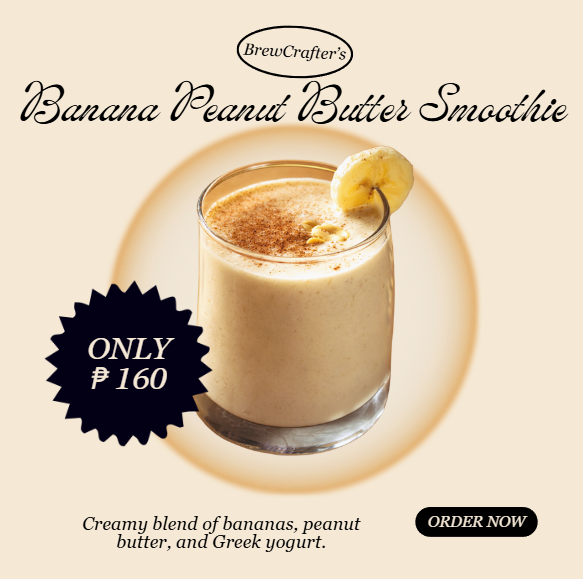 BrewCrafter's
Banana Peanut Butter Smoothie
ONLY
₱ 160
Creamy blend of bananas, peanut
butter, and Greek yogurt.
ORDER NOW